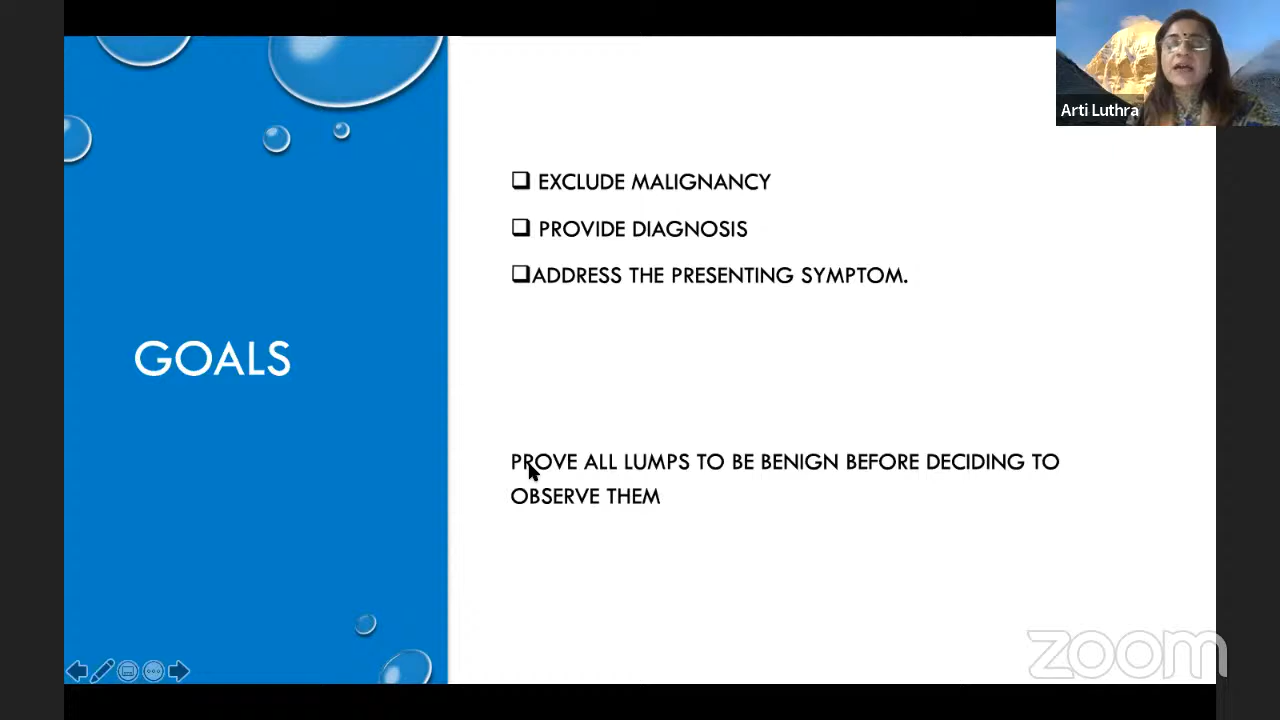 Arti Luthra
❑ EXCLUDE MALIGNANCY
❑ PROVIDE DIAGNOSIS
❑ADDRESS THE PRESENTING SYMPTOM.
GOALS
PROVE ALL LUMPS TO BE BENIGN BEFORE DECIDING TO
OBSERVE THEM
zoom